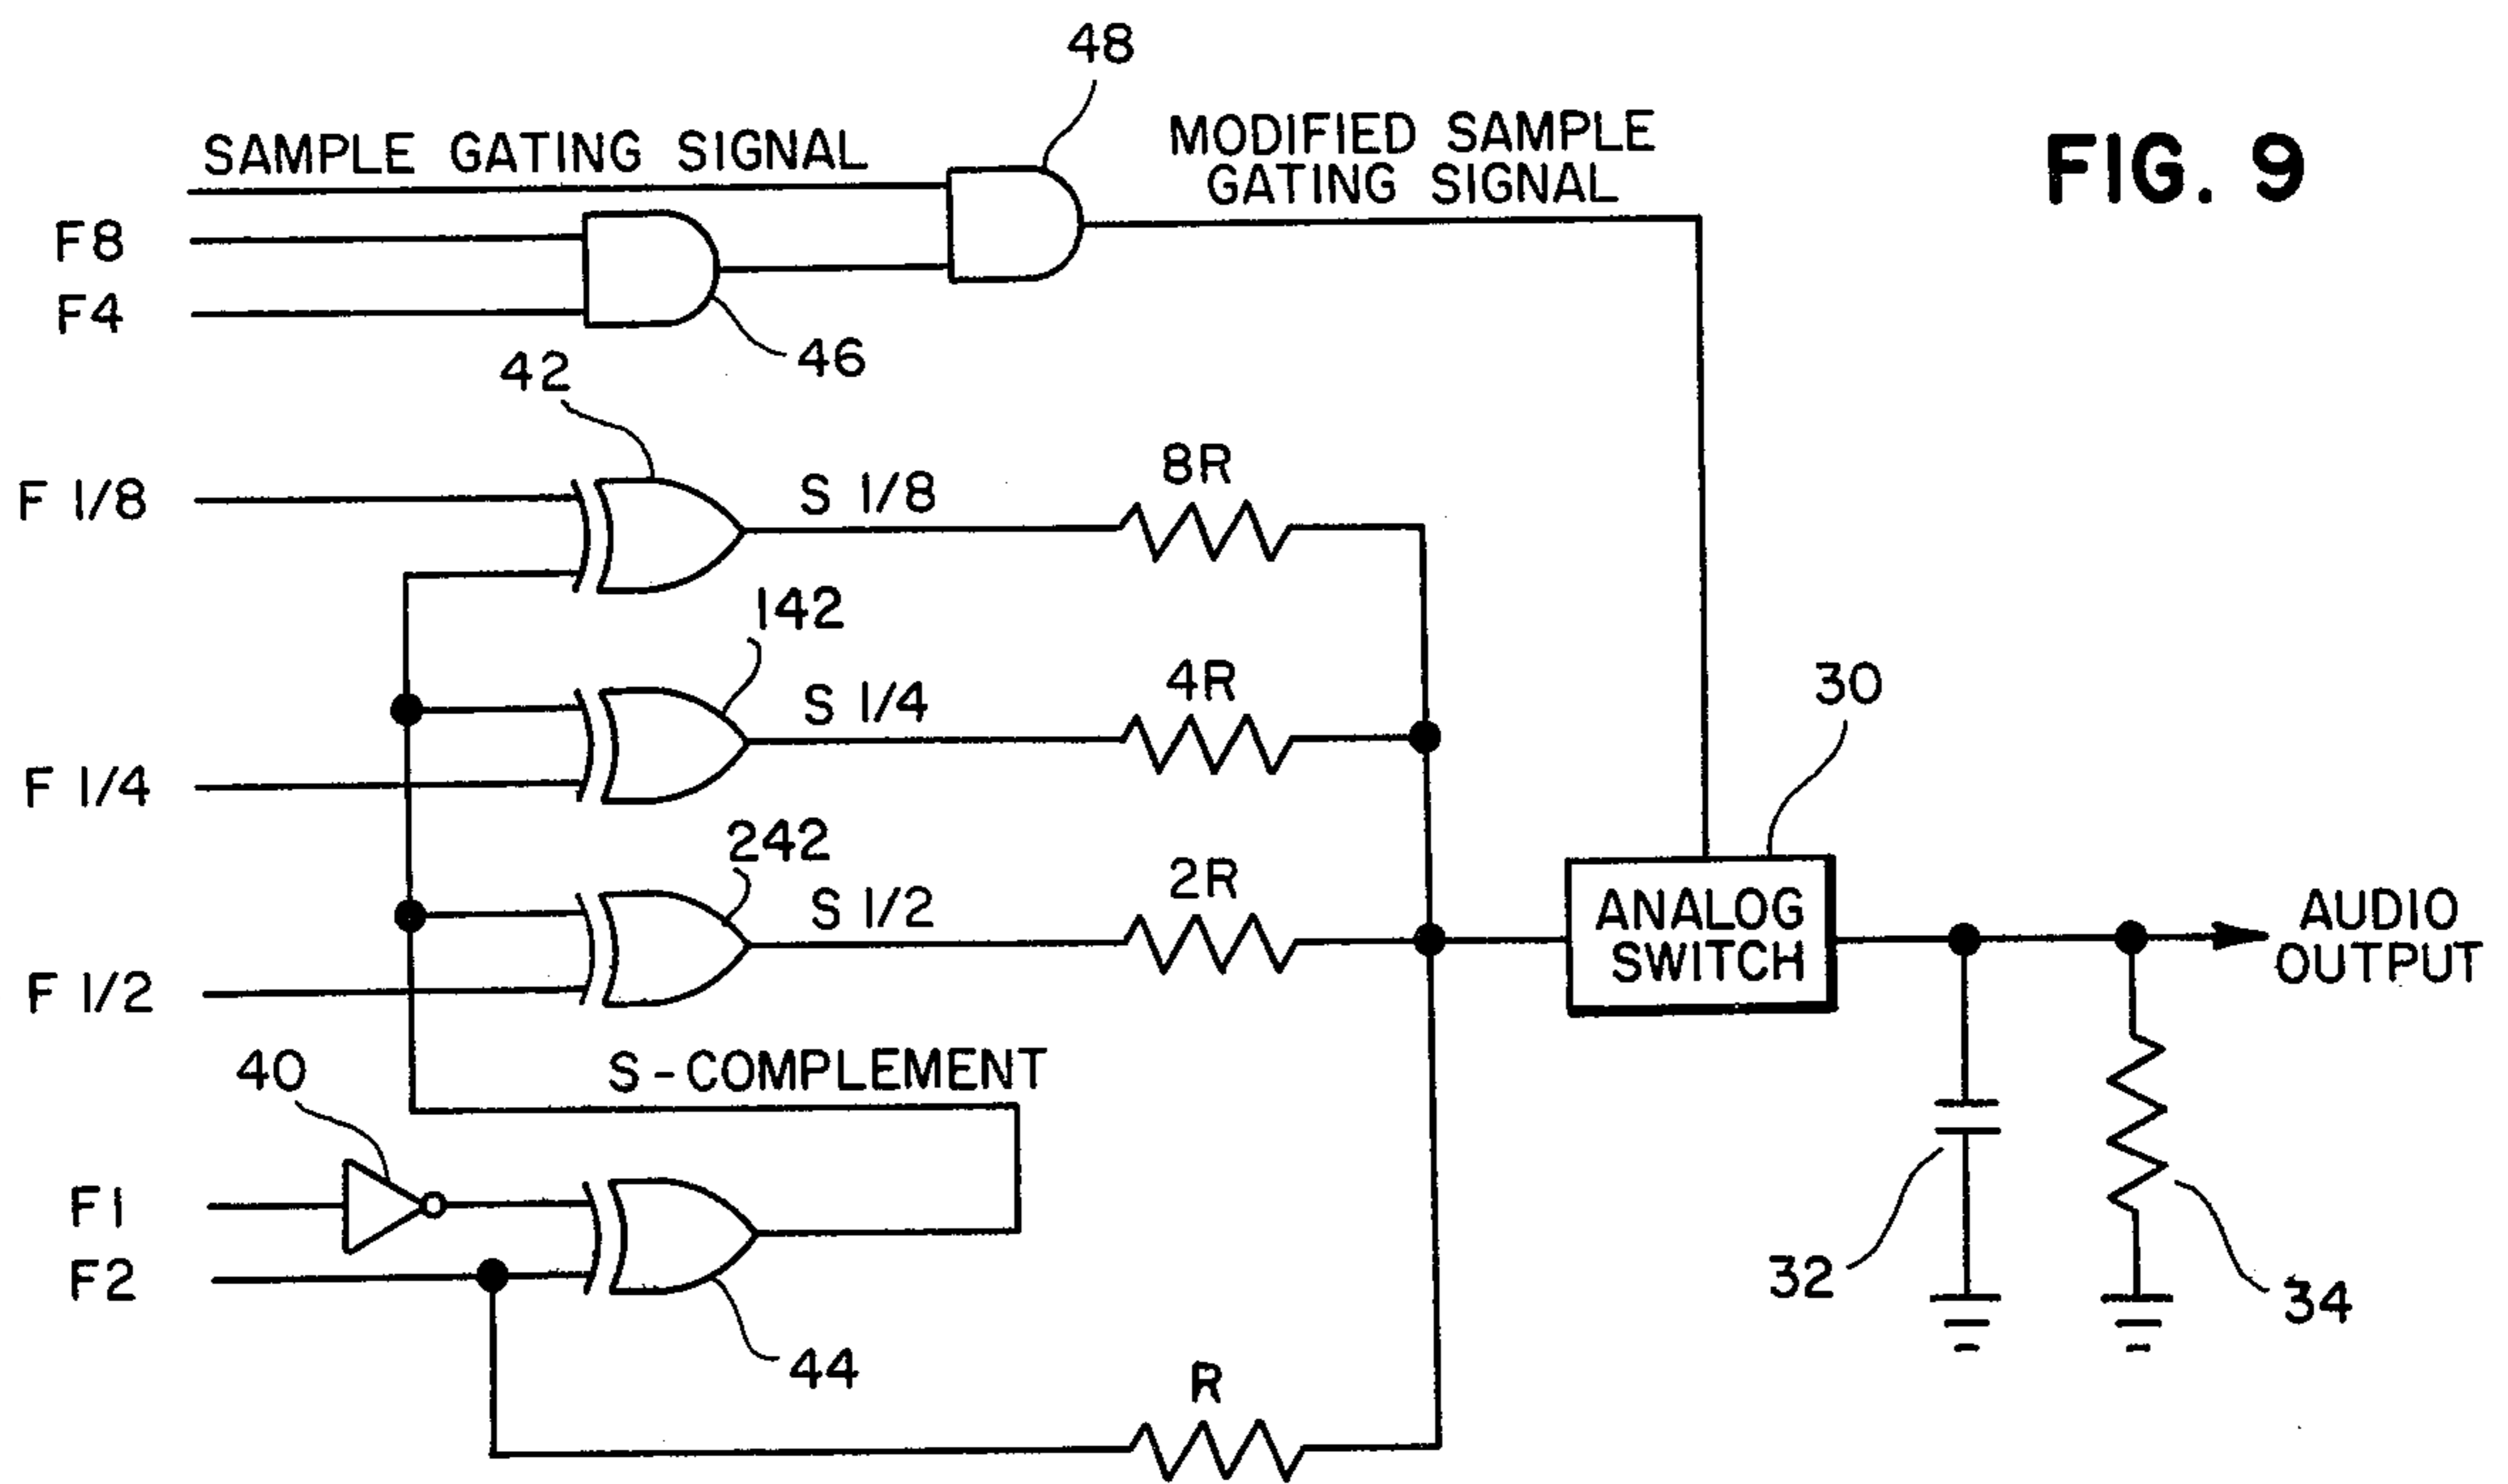 48
SAMPLE GATING SIGNAL
MODIFIED SAMPLE
GATING SIGNAL
FIG. 9
F8
F4
46
42
F 1/8
S 1/8
8R
142
S 1/4
4R
F 1/4
30
242
S 1/2
2R
ANALOG
SWITCH
AUDIO
OUTPUT
F 1/2
40
S-COMPLEMENT
F1
F2
32
34
44
R